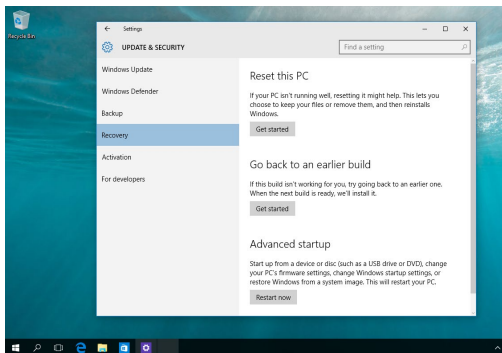 Recycle Bin
Settings
UPDATE & SECURITY
Find a setting
Windows Update
Windows Defender
Backup
Recovery
Activation
For developers
Reset this PC
If your PC isn't running well, resetting it might help. This lets you
choose to keep your files or remove them, and then reinstalls
Windows.
Get started
Go back to an earlier build
If this build isn't working for you, try going back to an earlier one.
When the next build is ready, we'll install it.
Get started
Advanced startup
Start up from a device or disc (such as a USB drive or DVD), change
your PC's firmware settings, change Windows startup settings, or
restore Windows from a system image. This will restart your PC.
Restart now